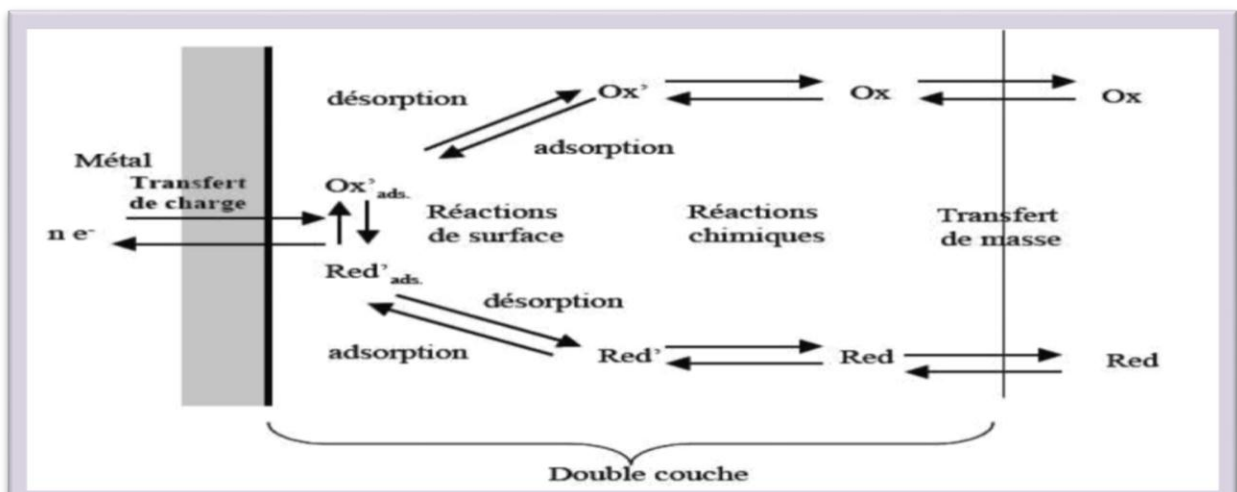 désorption
Ox’
Ox
Ox
adsorption
Métal
Transfert
de charge
Ox’ads.
Réactions
de surface
Réactions
chimiques
Transfert
de masse
n e-
Red’ads.
désorption
adsorption
Red’
Red
Red
Double couche